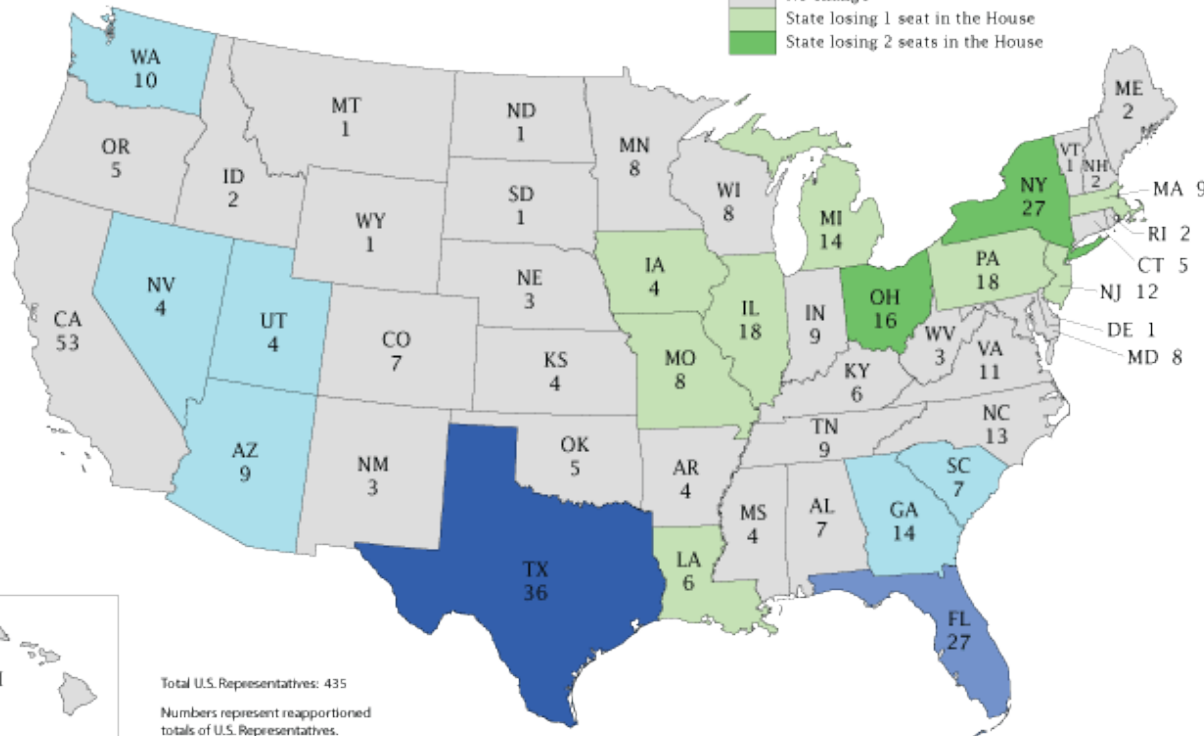 State losing 1 seat in the House
State losing 2 seats in the House
WA
10
MT
1
ND
1
MN
8
ME
2
OR
5
ID
2
SD
1
WI
8
MI
14
VT
1
NH
2
NY
27
MA 9
RI 2
CT 5
WY
1
IA
4
NE
3
PA
18
NJ 12
NV
4
UT
4
CO
7
IL
18
IN
9
OH
16
WV
3
VA
11
DE 1
MD 8
CA
53
KS
4
MO
8
KY
6
NC
13
TN
9
AZ
9
NM
3
OK
5
AR
4
SC
7
MS
4
AL
7
GA
14
TX
36
LA
6
FL
27
Total U.S. Representatives: 435
Numbers represent reapportioned
totals of U.S. Representatives.